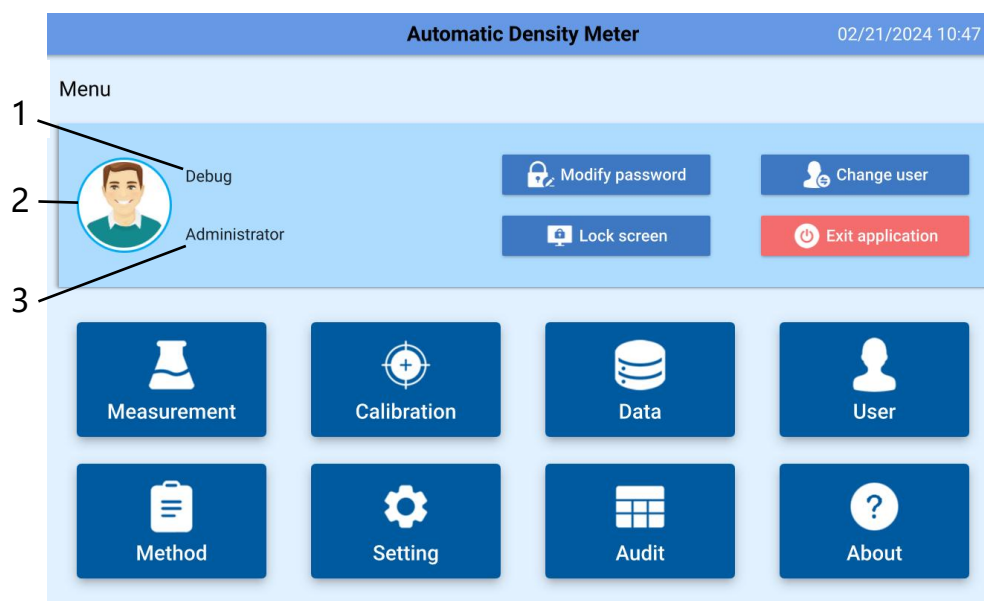 Automatic Density Meter 02/21/2024 10:47
Menu
1
Debug
Modify password
Change user
2
Administrator
Lock screen
Exit application
3
Measurement
Calibration
Data
User
Method
Setting
Audit
About
?